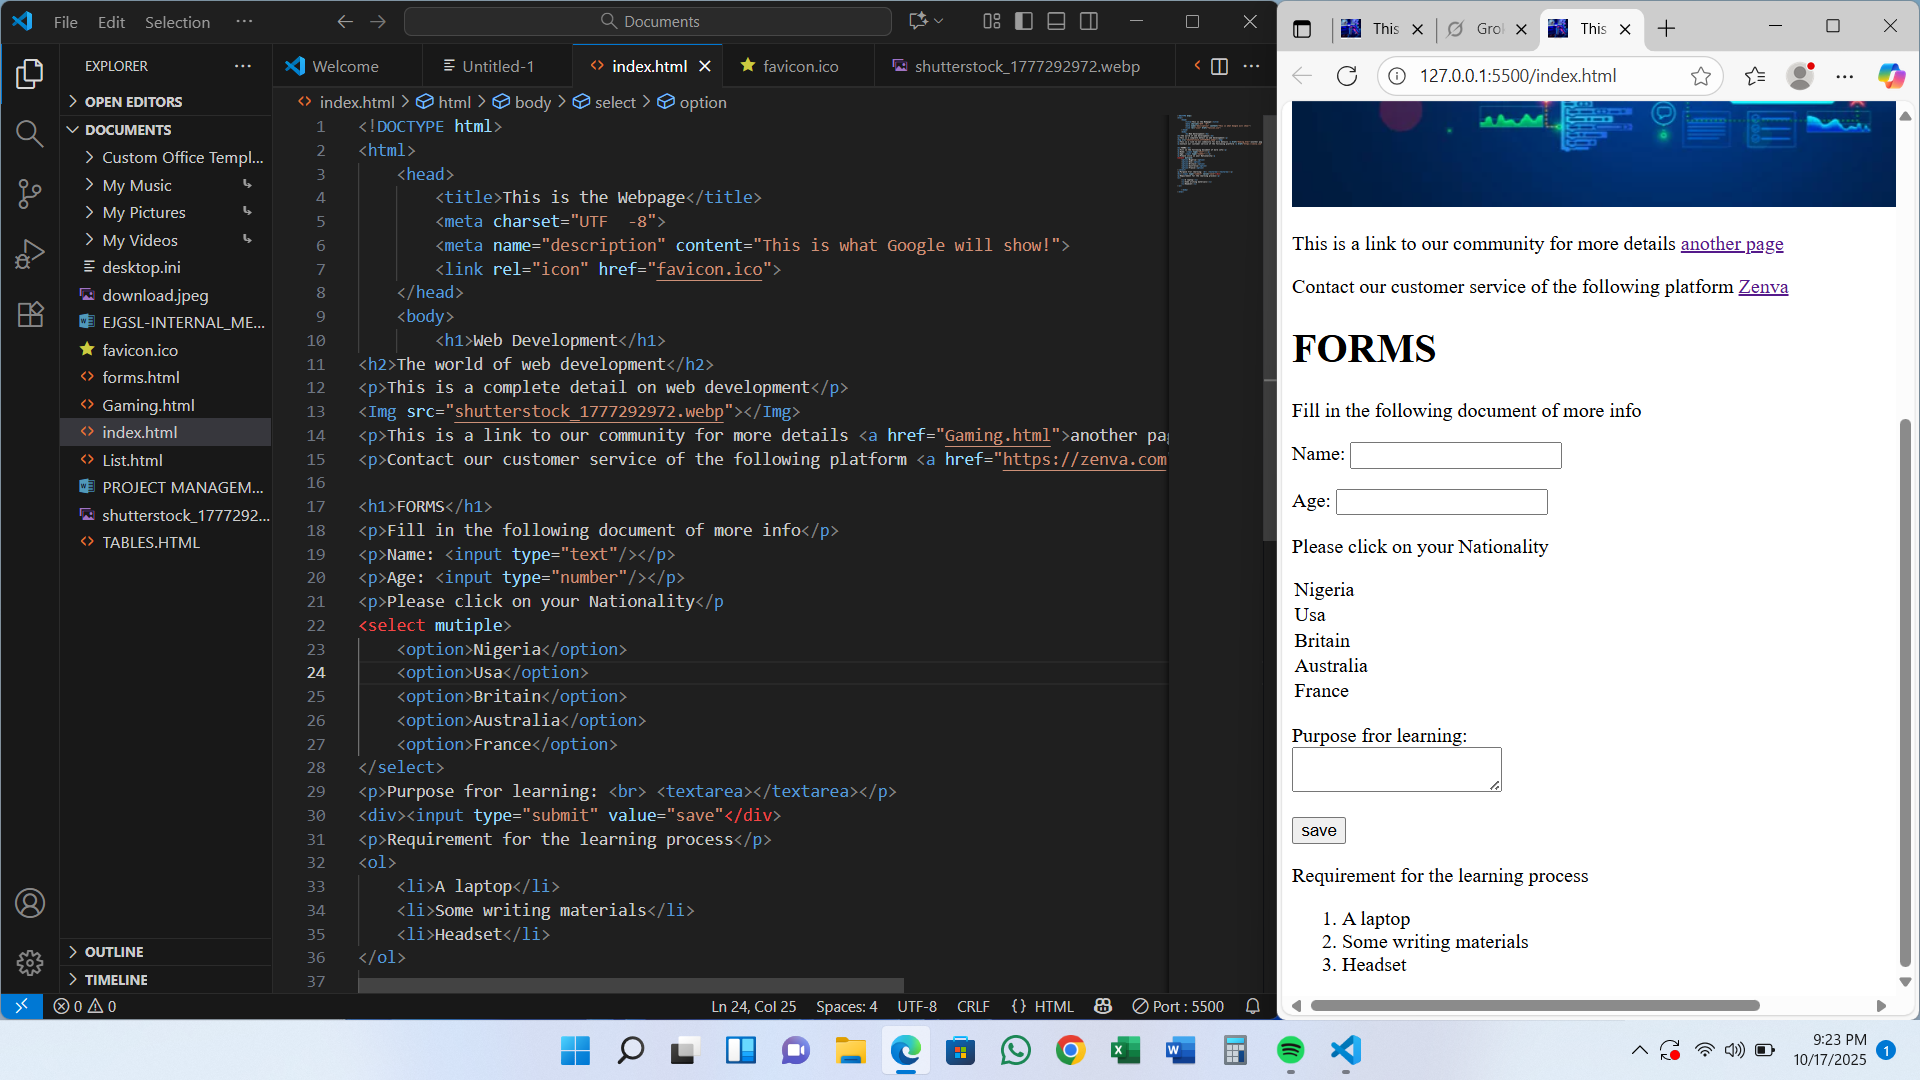 File Edit Selection ···
Documents
EXPLORER ···
OPEN EDITORS
DOCUMENTS
Custom Office Templ...
My Music
My Pictures
My Videos
desktop.ini
download.jpeg
EJGSL-INTERNAL_ME...
favicon.ico
forms.html
Gaming.html
index.html
List.html
PROJECT MANAGEM...
shutterstock_1777292...
TABLES.HTML
OUTLINE
TIMELINE
Welcome
Untitled-1
index.html
favicon.ico
shutterstock_1777292972.webp
index.html > html > body > select > option
1 <!DOCTYPE html>
2 <html>
3 <head>
4 <title>This is the Webpage</title>
5 <meta charset="UTF  -8">
6 <meta name="description" content="This is what Google will show!">
7 <link rel="icon" href="favicon.ico">
8 </head>
9 <body>
10 <h1>Web Development</h1>
11 <h2>The world of web development</h2>
12 <p>This is a complete detail on web development</p>
13 <Img src="shutterstock_1777292972.webp"></Img>
14 <p>This is a link to our community for more details <a href="Gaming.html">another pa
15 <p>Contact our customer service of the following platform <a href="https://zenva.com
16
17 <h1>FORMS</h1>
18 <p>Fill in the following document of more info</p>
19 <p>Name: <input type="text"/></p>
20 <p>Age: <input type="number"/></p>
21 <p>Please click on your Nationality</p
22 <select mutiple>
23 <option>Nigeria</option>
24 <option>Usa</option>
25 <option>Britain</option>
26 <option>Australia</option>
27 <option>France</option>
28 </select>
29 <p>Purpose fror learning: <br> <textarea></textarea></p>
30 <div><input type="submit" value="save"</div>
31 <p>Requirement for the learning process</p>
32 <ol>
33 <li>A laptop</li>
34 <li>Some writing materials</li>
35 <li>Headset</li>
36 </ol>
37
0 0
Ln 24, Col 25 Spaces: 4 UTF-8 CRLF {} HTML Port : 5500
This
Gro
This
127.0.0.1:5500/index.html
This is a link to our community for more details another page
Contact our customer service of the following platform Zenva
FORMS
Fill in the following document of more info
Name:
Age:
Please click on your Nationality
Nigeria
Usa
Britain
Australia
France
Purpose fror learning:
save
Requirement for the learning process
1. A laptop
2. Some writing materials
3. Headset
9:23 PM
10/17/2025
1